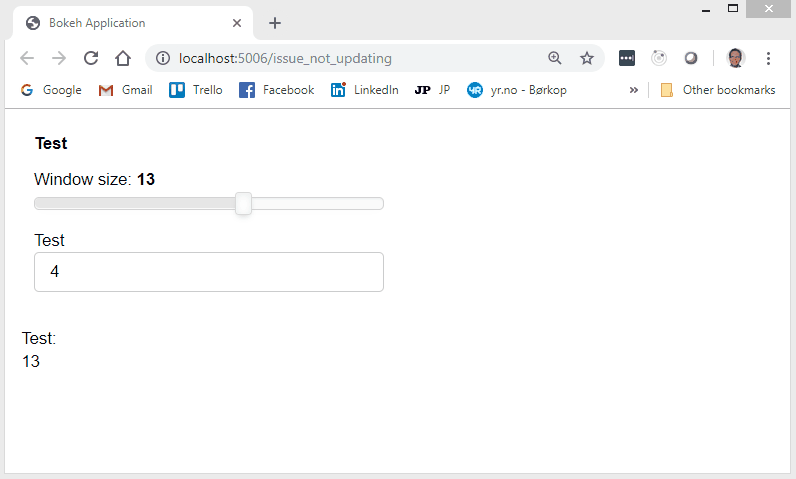 Bokeh Application
localhost:5006/issue_not_updating
Google Gmail Trello Facebook LinkedIn JP JP yr.no - Børkop » Other bookmarks
Test
Window size: 13
Test
4
Test:
13